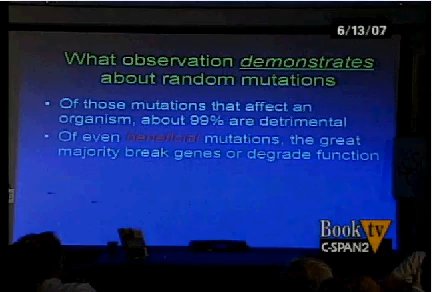 6/13/07
What observation demonstrates
about random mutations
• Of those mutations that affect an
organism, about 99% are detrimental
• Of even beneficial mutations, the great
majority break genes or degrade function
Book tv
C-SPAN2